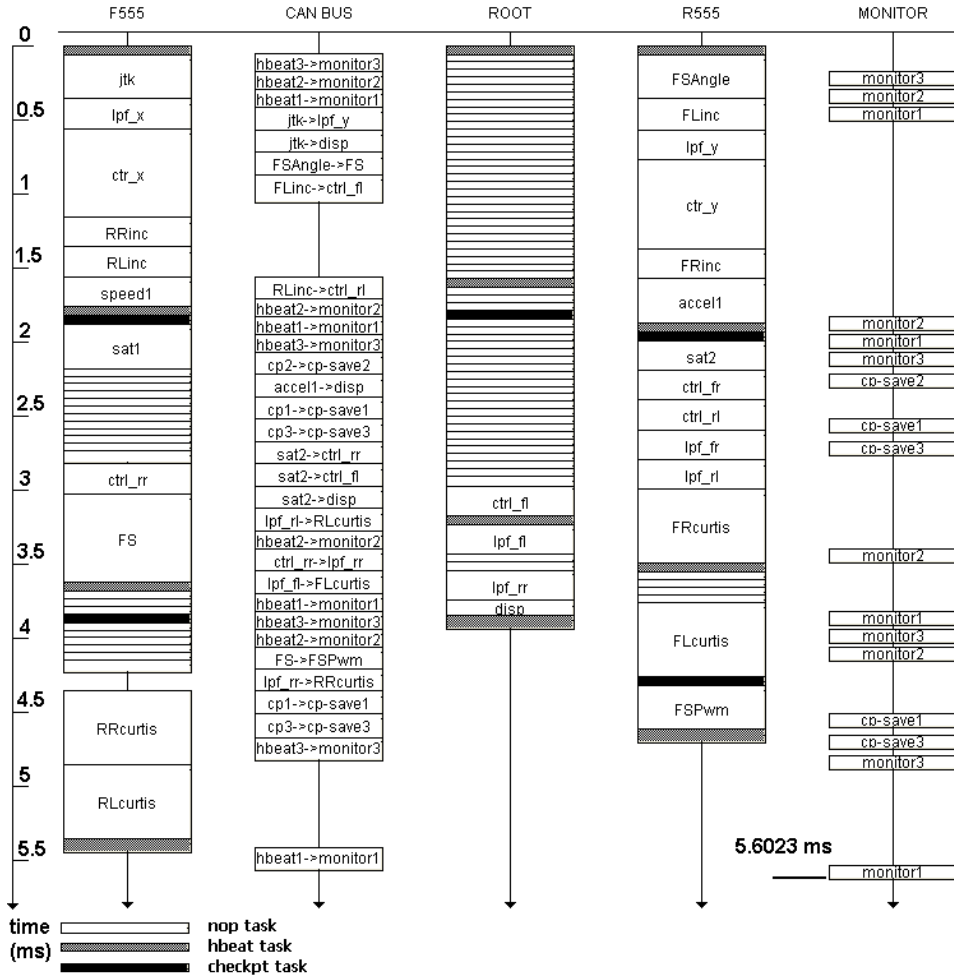 F555 CAN BUS ROOT R555 MONITOR
0
0.5
1
1.5
2
2.5
3
3.5
4
4.5
5
5.5
time
(ms)
jtk
lpf_x
ctr_x
RRinc
RLinc
speed1
sat1
ctrl_rr
FS
RRcurtis
RLcurtis
hbeat3->monitor3
hbeat2->monitor2
hbeat1->monitor1
jtk->lpf_y
jtk->disp
FSAngle->FS
FLinc->ctrl_fl
RLinc->ctrl_rl
hbeat2->monitor2
hbeat1->monitor1
hbeat3->monitor3
cp2->cp-save2
accel1->disp
cp1->cp-save1
cp3->cp-save3
sat2->ctrl_rr
sat2->ctrl_fl
sat2->disp
lpf_rl->RLcurtis
hbeat2->monitor2
ctrl_rr->lpf_rr
lpf_fl->FLcurtis
hbeat1->monitor1
hbeat3->monitor3
hbeat2->monitor2
FS->FSPwm
lpf_rr->RRcurtis
cp1->cp-save1
cp3->cp-save3
hbeat3->monitor3
hbeat1->monitor1
ctrl_fl
lpf_fl
lpf_rr
disp
FSAngle
FLinc
lpf_y
ctr_y
FRinc
accel1
sat2
ctrl_fr
ctrl_rl
lpf_fr
lpf_rl
FRcurtis
FLcurtis
FSPwm
monitor3
monitor2
monitor1
monitor2
monitor1
monitor3
cp-save2
cp-save1
cp-save3
monitor2
monitor1
monitor3
monitor2
cp-save1
cp-save3
monitor3
5.6023 ms
monitor1
nop task
hbeat task
checkpt task